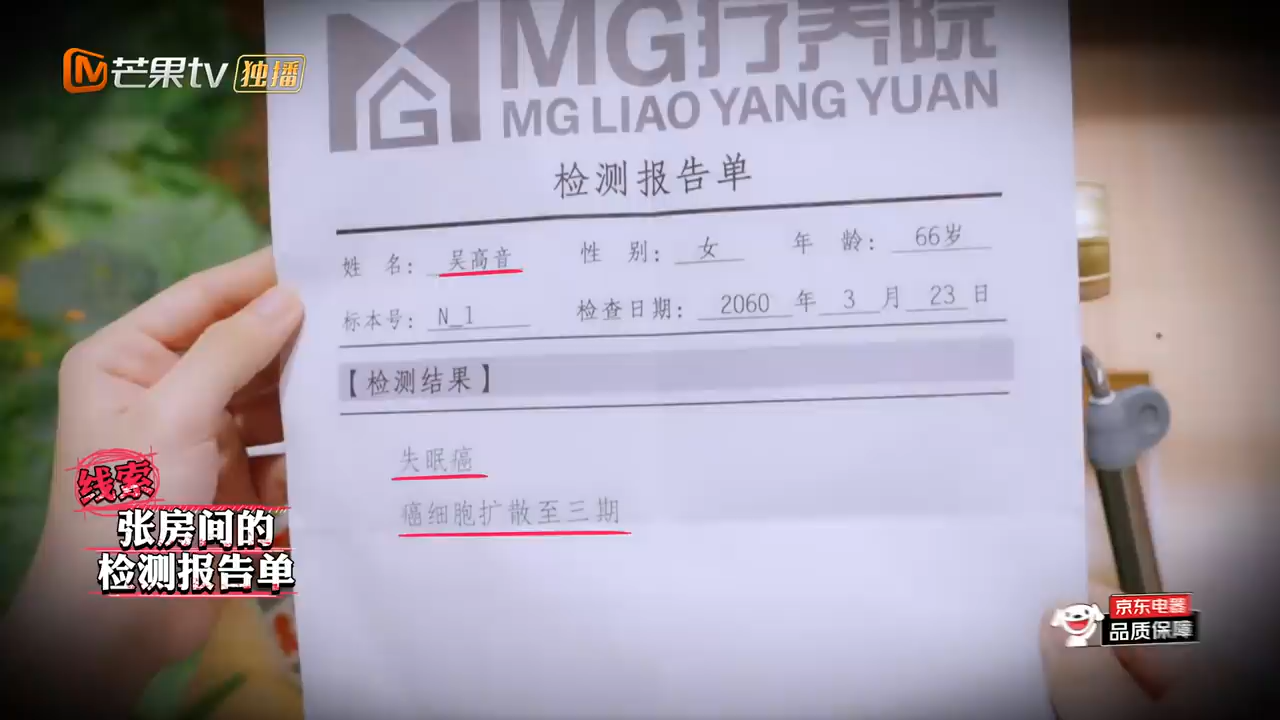 芒果tv 独播
MG疗养院
MG LIAO YANG YUAN
检测报告单
姓 名: 吴高音 性 别: 女 年 龄: 66岁
标本号: N_1 检查日期: 2060 年 3 月 23 日
【检测结果】
失眠癌
癌细胞扩散至三期
线索
张房间的
检测报告单
京东电器
品质保障